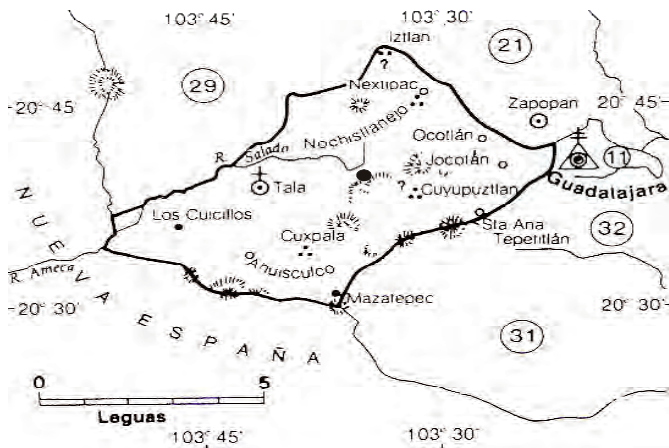 103° 45'
103° 30'
Iztlan
?
21
29
Nextipac
20° 45
Zapopan
20° 45
Nochistlanejo
Ocotlán
R. Salado
Jocotán
11
Tala
?
Cuyupuztlan
Guadalajara
Los Cuicillos
Sta Ana
Tepetitlán
32
Cuxpala
Ahuisculco
R. Ameca
Mazatepec
20° 30'
20° 30'
NUEVA ESPAÑA
31
0 5
Leguas
103° 45'
103° 30'